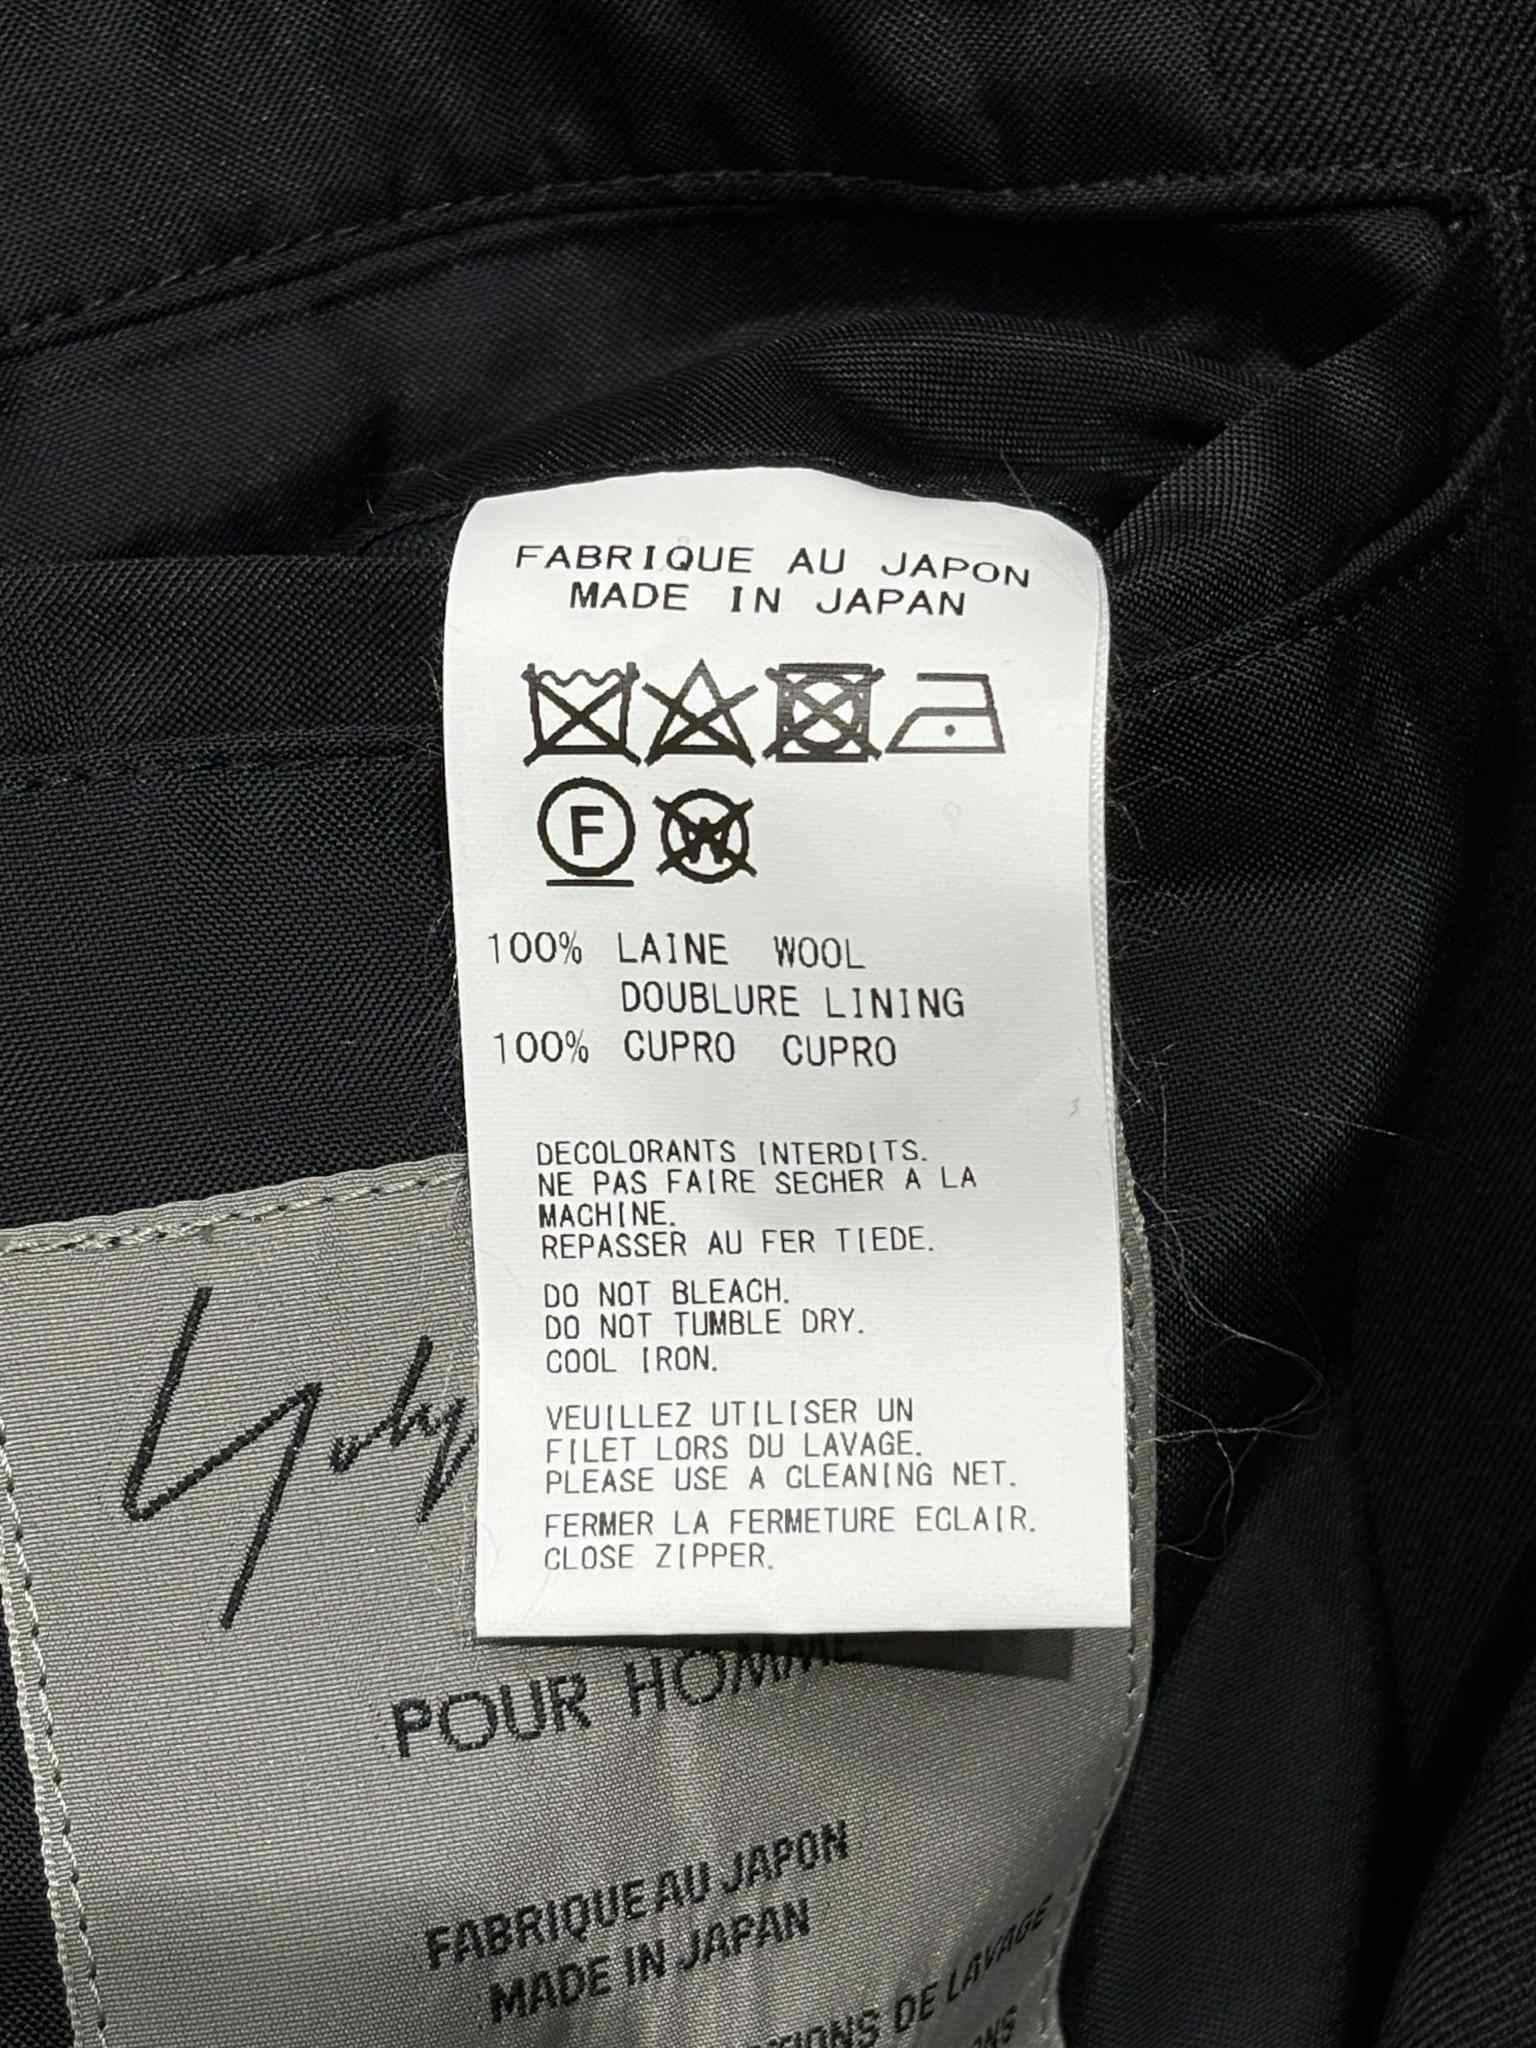 FABRIQUE AU JAPON
MADE IN JAPAN
F
W
100% LAINE WOOL
DOUBLURE LINING
100% CUPRO CUPRO
DECOLORANTS INTERDITS.
NE PAS FAIRE SECHER A LA
MACHINE.
REPASSER AU FER TIEDE.
DO NOT BLEACH.
DO NOT TUMBLE DRY.
COOL IRON.
VEUILLEZ UTILISER UN
FILET LORS DU LAVAGE.
PLEASE USE A CLEANING NET.
FERMER LA FERMETURE ECLAIR.
CLOSE ZIPPER.
POUR HOMME
FABRIQUE AU JAPON
MADE IN JAPAN
DE LAVAGE